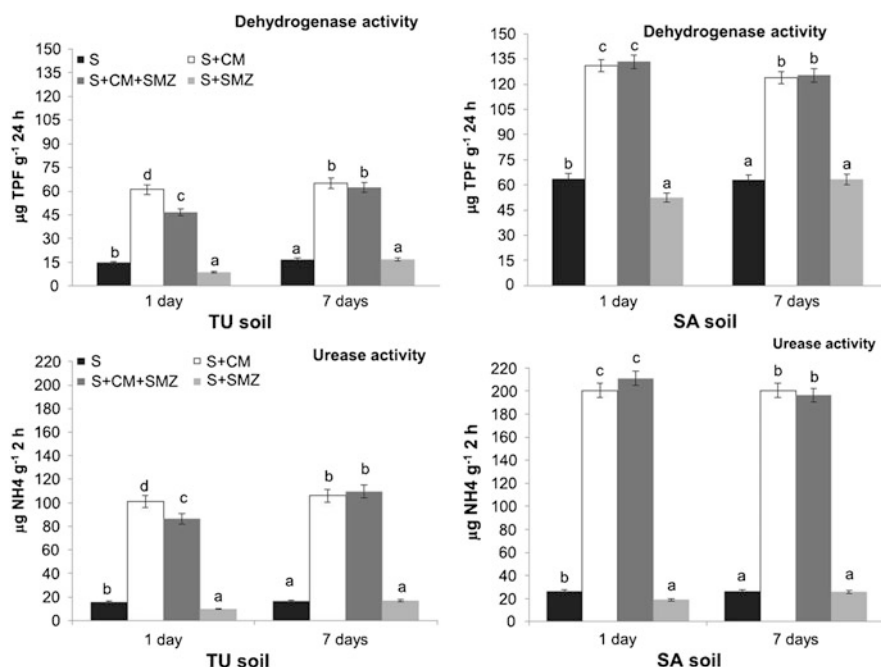 Dehydrogenase activity
150
135
120
105
90
75
60
45
30
15
0
µg TPF g⁻¹ 24 h
S S+CM
S+CM+SMZ S+SMZ
b d c a a b b a
1 day 7 days
TU soil
Dehydrogenase activity
150
135
120
105
90
75
60
45
30
15
0
µg TPF g⁻¹ 24 h
b c c a a b b a
1 day 7 days
SA soil
Urease activity
220
200
180
160
140
120
100
80
60
40
20
0
µg NH4 g⁻¹ 2 h
S S+CM
S+CM+SMZ S+SMZ
b d c a a b b a
1 day 7 days
TU soil
Urease activity
220
200
180
160
140
120
100
80
60
40
20
0
µg NH4 g⁻¹ 2 h
b c c a a b b a
1 day 7 days
SA soil